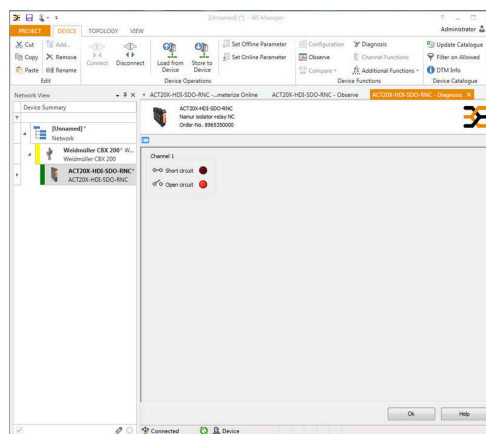 [Unnamed] (*) - WI-Manager
PROJECT DEVICE TOPOLOGY VIEW Administrator
Cut Add... Set Offline Parameter Configuration Diagnosis Update Catalogue
Copy Remove Connect Disconnect Load from Device Store to Device Set Online Parameter Observe Channel Functions Filter on Allowed
Paste Rename Compare Additional Functions DTM Info
Edit Device Operations Device Functions Device Catalogue
Network View ACT20X-HDI-SDO-RNC -...meterize Online ACT20X-HDI-SDO-RNC - Observe ACT20X-HDI-SDO-RNC - Diagnosis
Device Summary
ACT20X-HDI-SDO-RNC
Namur isolator+relay NC
Order-No. 8965350000
[Unnamed]*
Network
Weidmüller CBX 200* W...
Weidmüller CBX 200
ACT20X-HDI-SDO-RNC*
ACT20X-HDI-SDO-RNC
Channel 1
Short circuit
Open circuit
Ok Help
Connected Device